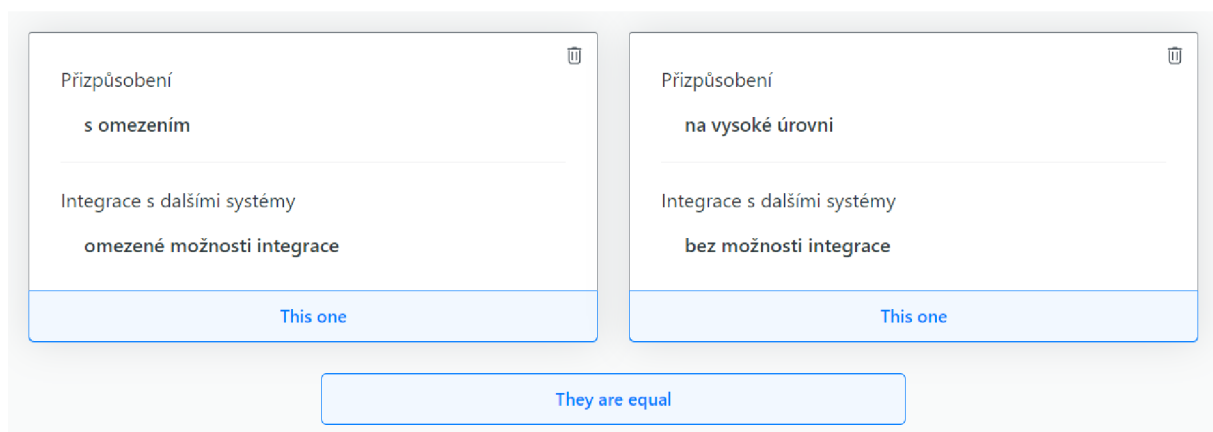 Přizpůsobení
s omezením
Integrace s dalšími systémy
omezené možnosti integrace
This one
Přizpůsobení
na vysoké úrovni
Integrace s dalšími systémy
bez možnosti integrace
This one
They are equal